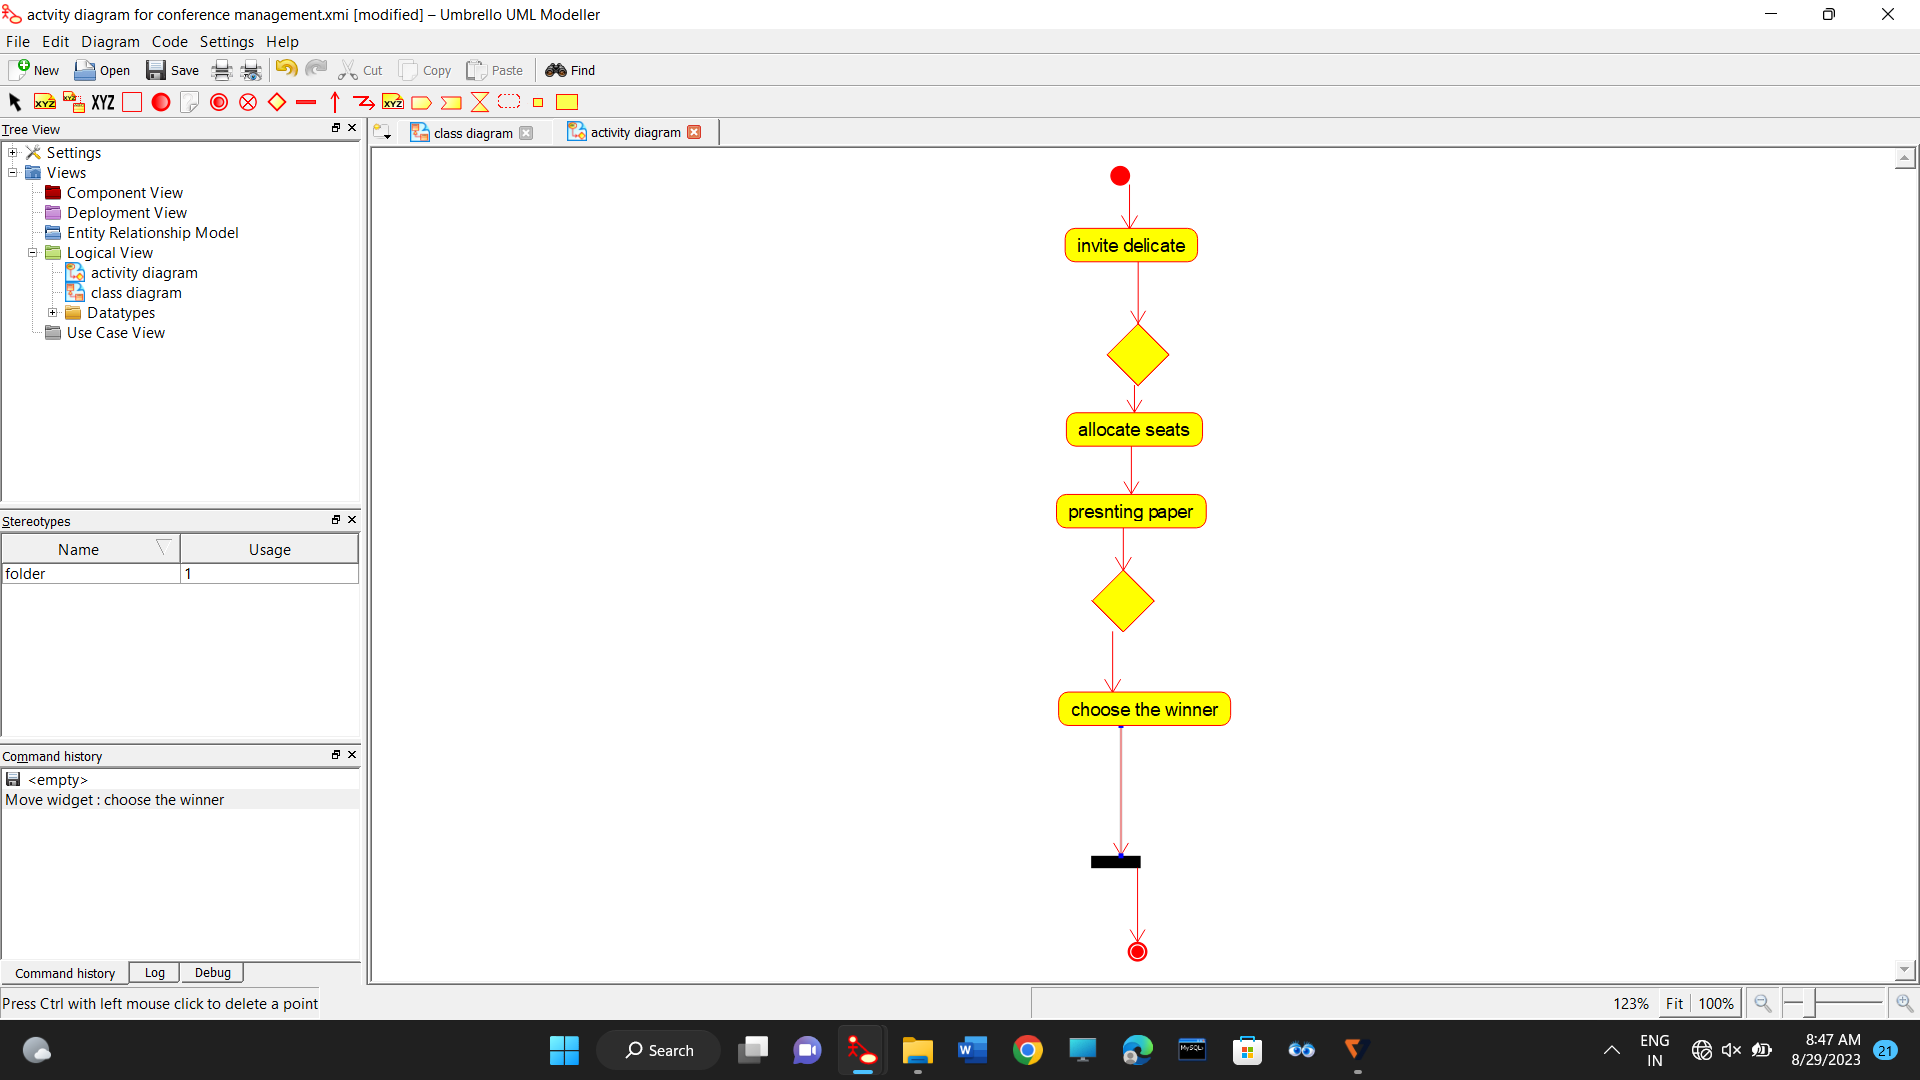 actvity diagram for conference management.xmi [modified] – Umbrello UML Modeller
File Edit Diagram Code Settings Help
New Open Save Cut Copy Paste Find
XYZ XYZ XYZ XYZ
Tree View
class diagram activity diagram
Settings
Views
Component View
Deployment View
Entity Relationship Model
Logical View
activity diagram
class diagram
Datatypes
Use Case View
invite delicate
allocate seats
presnting paper
choose the winner
Stereotypes
Name Usage
folder 1
Command history
<empty>
Move widget : choose the winner
Command history Log Debug
Press Ctrl with left mouse click to delete a point
123% Fit 100%
Search
W
MySQL
ENG
IN
8:47 AM
8/29/2023
21